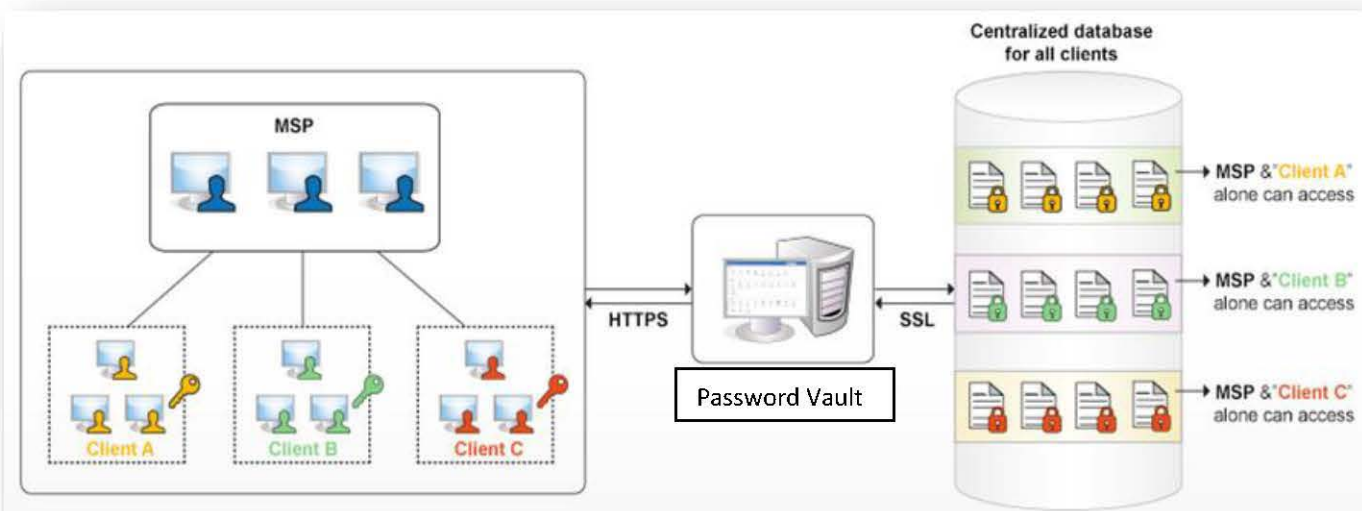 Centralized database
for all clients
MSP
MSP &"Client A"
alone can access
MSP &"Client B"
alone can access
HTTPS
SSL
Password Vault
MSP &"Client C"
alone can access
Client A
Client B
Client C